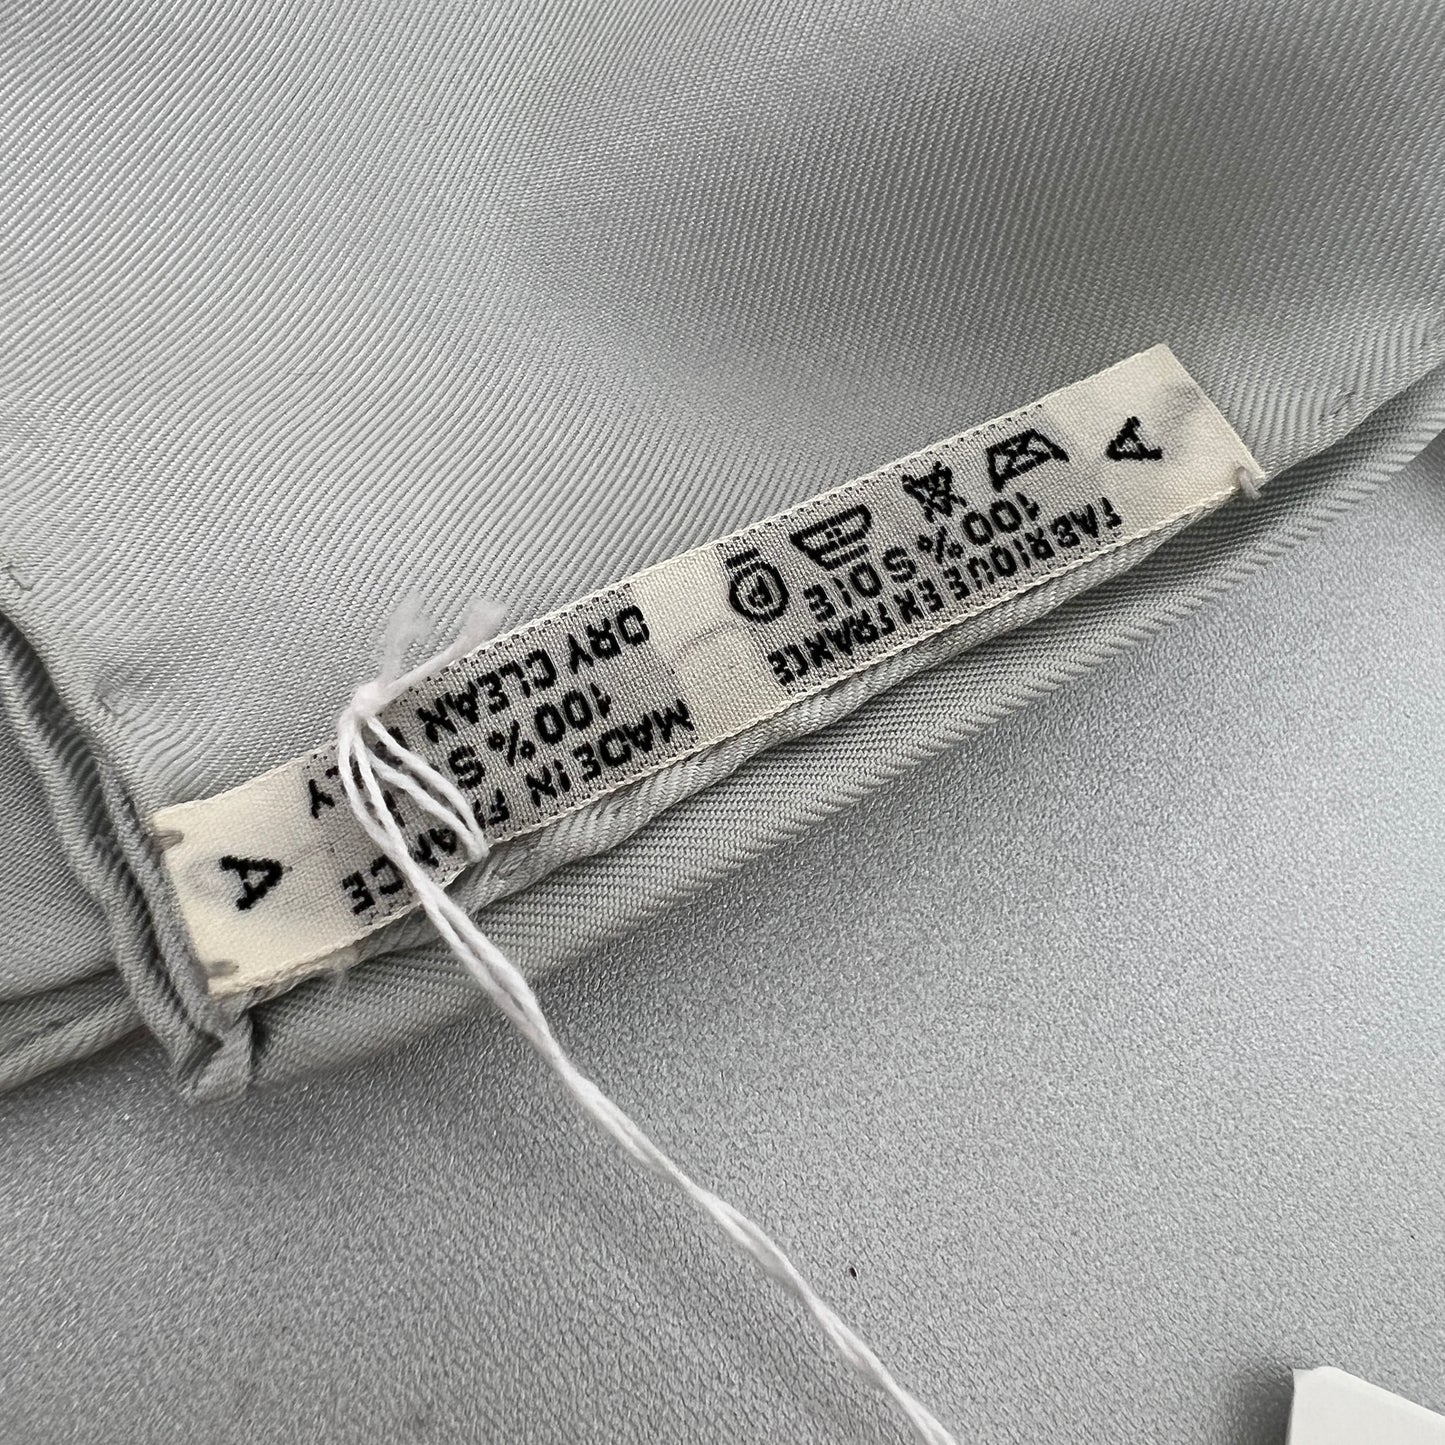 A
FABRIQUE EN FRANCE
100% SOIE
P
MADE IN FRANCE
100% SILK
DRY CLEAN ONLY
A